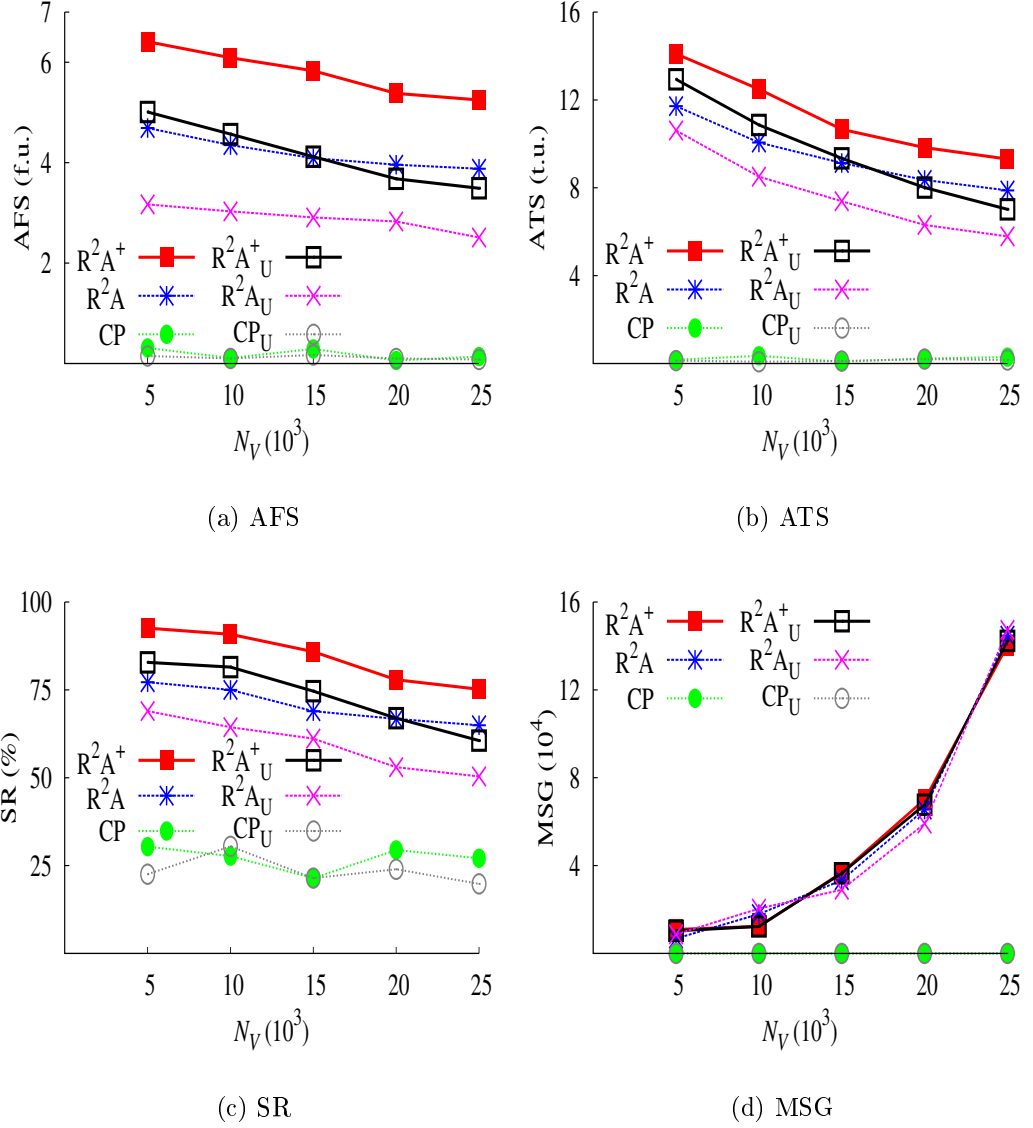 7
6
4
2
AFS (f.u.)
R²A⁺ R²A⁺U
R²A R²AU
CP CPU
5 10 15 20 25
NV (10³)
(a) AFS
16
12
8
4
ATS (t.u.)
R²A⁺ R²A⁺U
R²A R²AU
CP CPU
5 10 15 20 25
NV (10³)
(b) ATS
100
75
50
25
SR (%)
R²A⁺ R²A⁺U
R²A R²AU
CP CPU
5 10 15 20 25
NV (10³)
(c) SR
16
12
8
4
MSG (10⁴)
R²A⁺ R²A⁺U
R²A R²AU
CP CPU
5 10 15 20 25
NV (10³)
(d) MSG